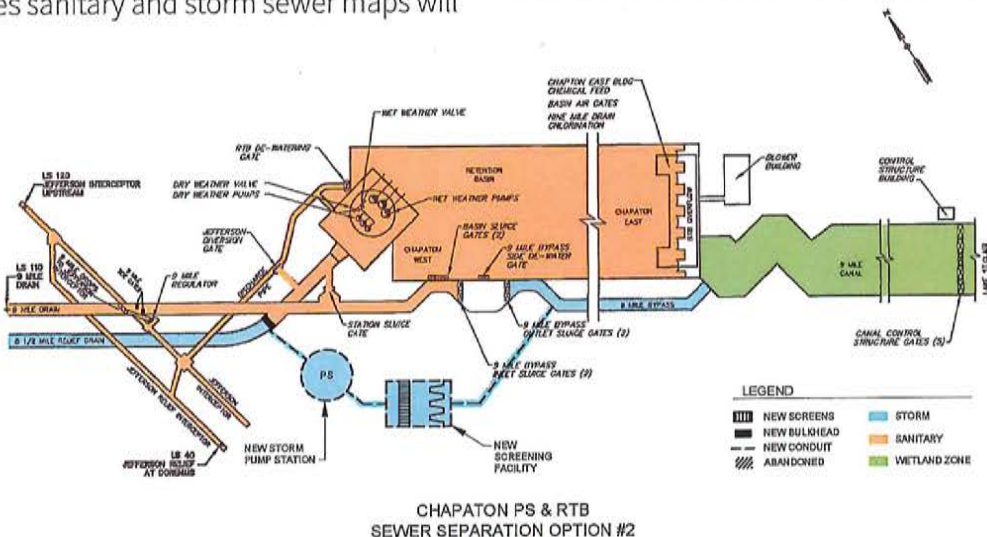 es sanitary and storm sewer maps will
CHAPTON EAST BLDG
CHEMICAL FEED
BASIN AIR GATES
NINE MILE DRAIN
CHLORINATION
WET WEATHER VALVE
RTB DE-WATERING
GATE
DRY WEATHER VALVE
DRY WEATHER PUMPS
RETENTION
BASIN
WET WEATHER PUMPS
BLOWER
BUILDING
CONTROL
STRUCTURE
BUILDING
LS 120
JEFFERSON INTERCEPTOR
UPSTREAM
JEFFERSON
DIVERSION
GATE
BASIN SLUICE
GATES (2)
CHAPATON
WEST
9 MILE BYPASS
SIDE DE-WATER
GATE
CHAPATON
EAST
RTB OVERFLOW
LS 110
9 MILE
DRAIN
9 MILE
REGULATOR
DISCHARGE
PIPE
9 MILE DRAIN
8 1/2 MILE RELIEF DRAIN
STATION SLUICE
GATE
9 MILE BYPASS
OUTLET SLUICE GATES (2)
9 MILE BYPASS
9 MILE
CANAL
CANAL CONTROL
STRUCTURE GATES (5)
9 MILE BYPASS
INLET SLUICE GATES (2)
JEFFERSON
INTERCEPTOR
JEFFERSON RELIEF INTERCEPTOR
LS 40
JEFFERSON RELIEF
AT
PS
NEW STORM
PUMP STATION
NEW
SCREENING
FACILITY
LEGEND
NEW SCREENS
NEW BULKHEAD
NEW CONDUIT
ABANDONED
STORM
SANITARY
WETLAND ZONE
CHAPATON PS & RTB
SEWER SEPARATION OPTION #2